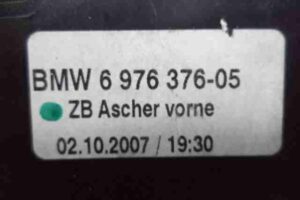 BMW 6 976 376-05
ZB Ascher vorne
02.10.2007 / 19:30